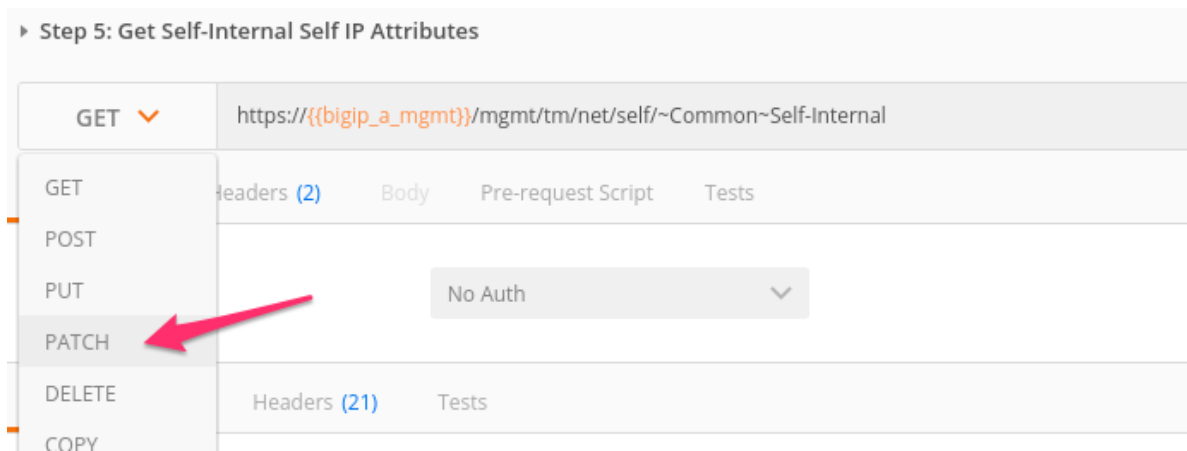 Step 5: Get Self-Internal Self IP Attributes
GET https://{{bigip_a_mgmt}}/mgmt/tm/net/self/~Common~Self-Internal
GET
Headers (2) Body Pre-request Script Tests
POST
PUT
No Auth
PATCH
DELETE
Headers (21) Tests
COPY